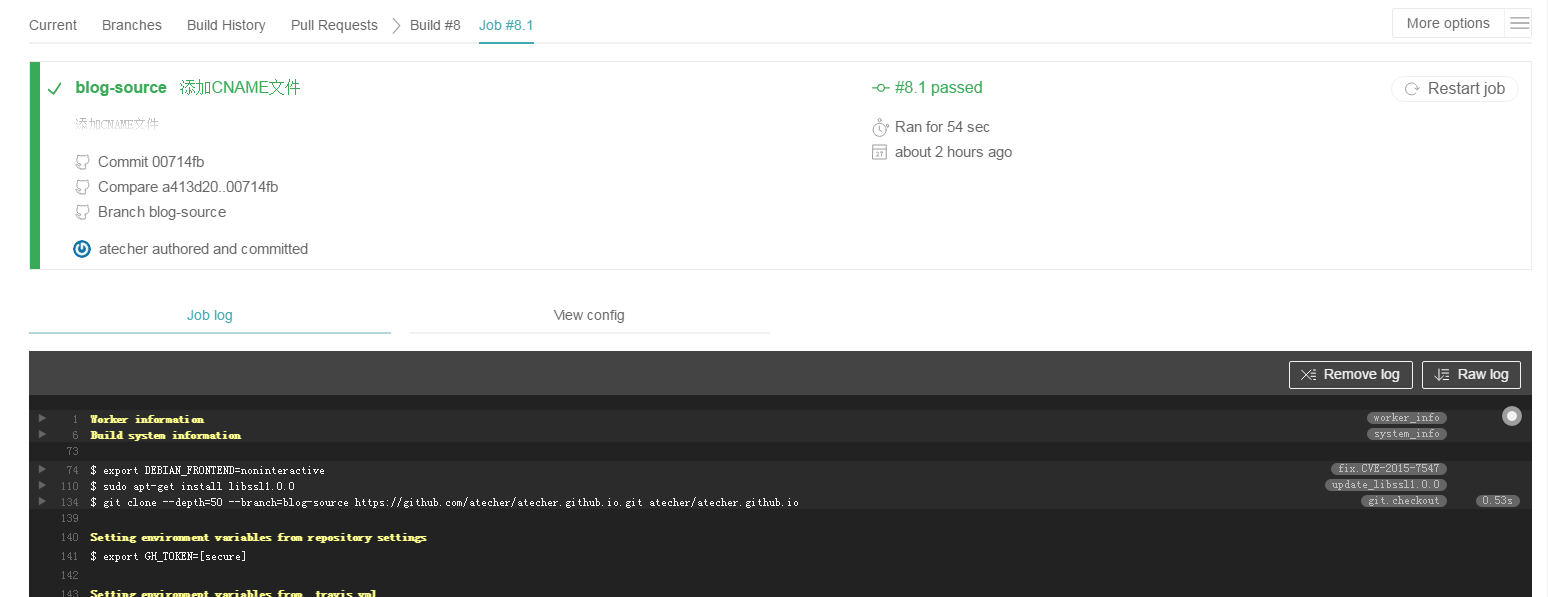 Current Branches Build History Pull Requests Build #8 Job #8.1 More options
blog-source 添加CNAME文件 #8.1 passed Restart job
添加CNAME文件
Ran for 54 sec
Commit 00714fb about 2 hours ago
Compare a413d20..00714fb
Branch blog-source
atecher authored and committed
Job log View config
Remove log Raw log
1 Worker information worker_info
6 Build system information system_info
73
74 $ export DEBIAN_FRONTEND=noninteractive fix.CVE-2015-7547
110 $ sudo apt-get install libssl1.0.0 update_libssl1.0.0
134 $ git clone --depth=50 --branch=blog-source https://github.com/atecher/atecher.github.io.git atecher/atecher.github.io git.checkout 0.53s
139
140 Setting environment variables from repository settings
141 $ export GH_TOKEN=[secure]
142
143 Setting environment variables from .travis.yml